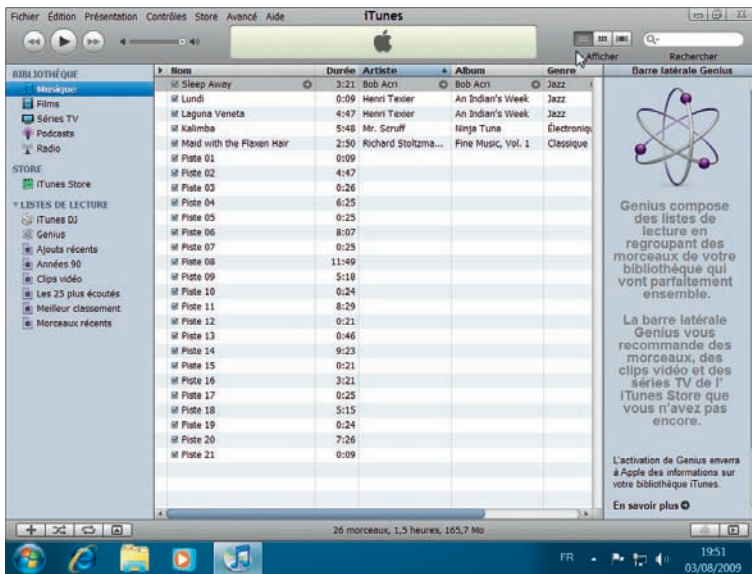 Fichier Édition Présentation Contrôles Store Avancé Aide
iTunes
Afficher
Rechercher
BIBLIOTHÈQUE
Musique
Films
Séries TV
Podcasts
Radio
STORE
iTunes Store
LISTES DE LECTURE
iTunes DJ
Genius
Ajouts récents
Années 90
Clips vidéo
Les 25 plus écoutés
Meilleur classement
Morceaux récents
Nom Durée Artiste Album Genre
Sleep Away 3:21 Bob Acri Bob Acri Jazz
Lundi 0:09 Henri Texier An Indian's Week Jazz
Laguna Veneta 4:47 Henri Texier An Indian's Week Jazz
Kalimba 5:48 Mr. Scruff Ninja Tuna Électroniqu
Maid with the Flaxen Hair 2:50 Richard Stoltzma... Fine Music, Vol. 1 Classique
Piste 01 0:09
Piste 02 4:47
Piste 03 0:26
Piste 04 6:25
Piste 05 0:25
Piste 06 8:07
Piste 07 0:25
Piste 08 11:49
Piste 09 5:18
Piste 10 0:24
Piste 11 8:29
Piste 12 0:21
Piste 13 0:46
Piste 14 9:23
Piste 15 0:21
Piste 16 3:21
Piste 17 0:25
Piste 18 5:15
Piste 19 0:24
Piste 20 7:26
Piste 21 0:09
Barre latérale Genius
Genius compose
des listes de
lecture en
regroupant des
morceaux de votre
bibliothèque qui
vont parfaitement
ensemble.
La barre latérale
Genius vous
recommande des
morceaux, des
clips vidéo et des
séries TV de l'
iTunes Store que
vous n'avez pas
encore.
L'activation de Genius enverra
à Apple des informations sur
votre bibliothèque iTunes.
En savoir plus
26 morceaux, 1,5 heures, 165,7 Mo
FR
19:51
03/08/2009